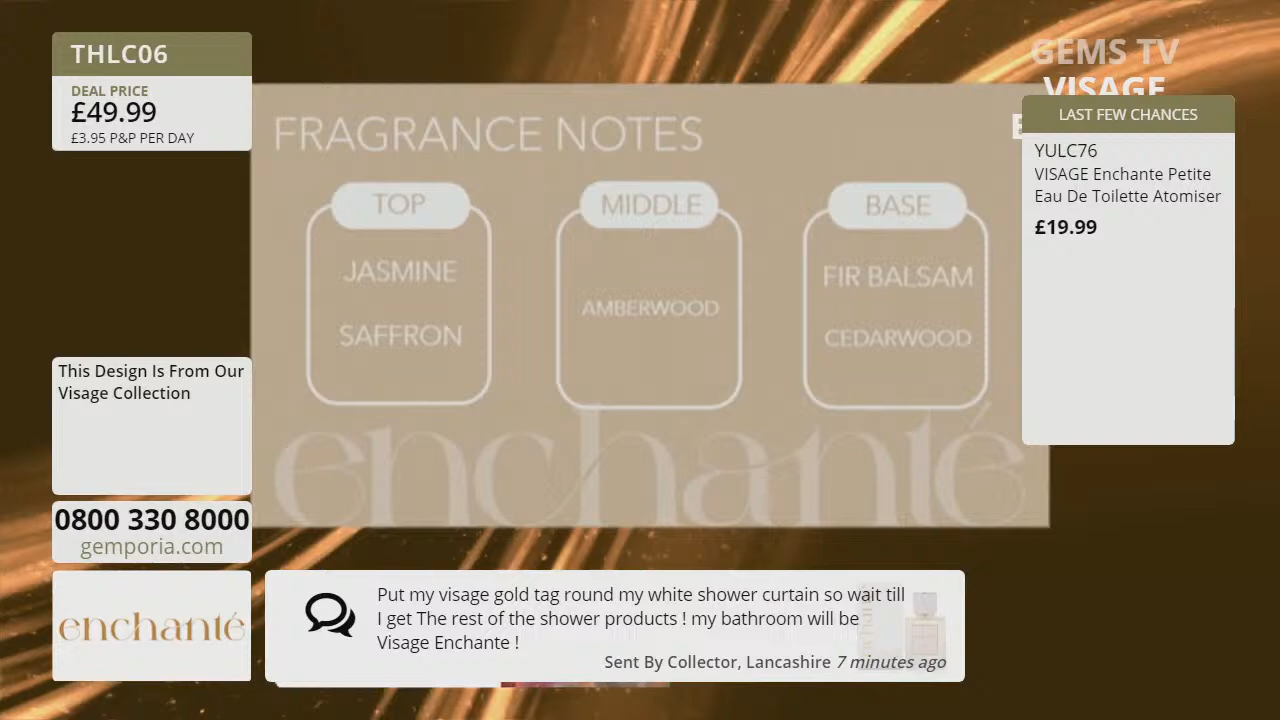 THLC06
DEAL PRICE
£49.99
£3.95 P&P PER DAY
GEMS TV
VISAGE
LAST FEW CHANCES
YULC76
VISAGE Enchante Petite
Eau De Toilette Atomiser
£19.99
FRAGRANCE NOTES
TOP
JASMINE
SAFFRON
MIDDLE
AMBERWOOD
BASE
FIR BALSAM
CEDARWOOD
enchanté
This Design Is From Our
Visage Collection
0800 330 8000
gemporia.com
enchanté
Put my visage gold tag round my white shower curtain so wait till
I get The rest of the shower products ! my bathroom will be
Visage Enchante !
Sent By Collector, Lancashire 7 minutes ago